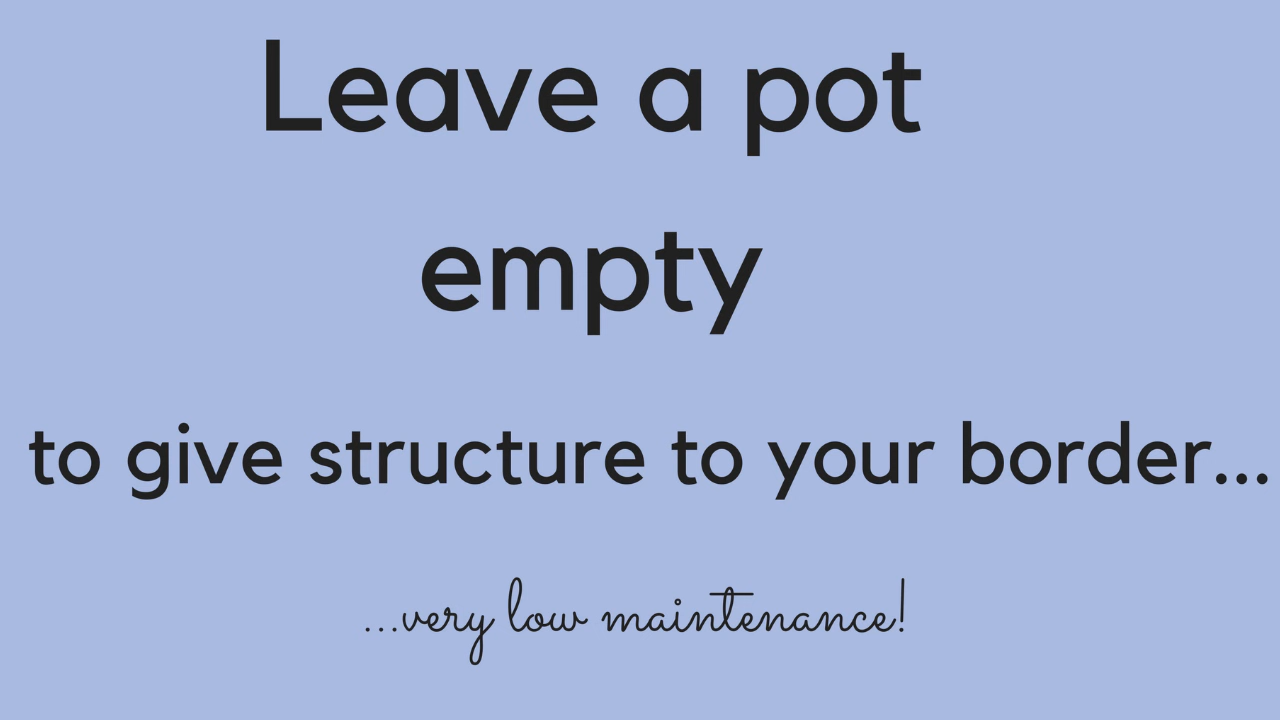 Leave a pot
empty
to give structure to your border...
...very low maintenance!